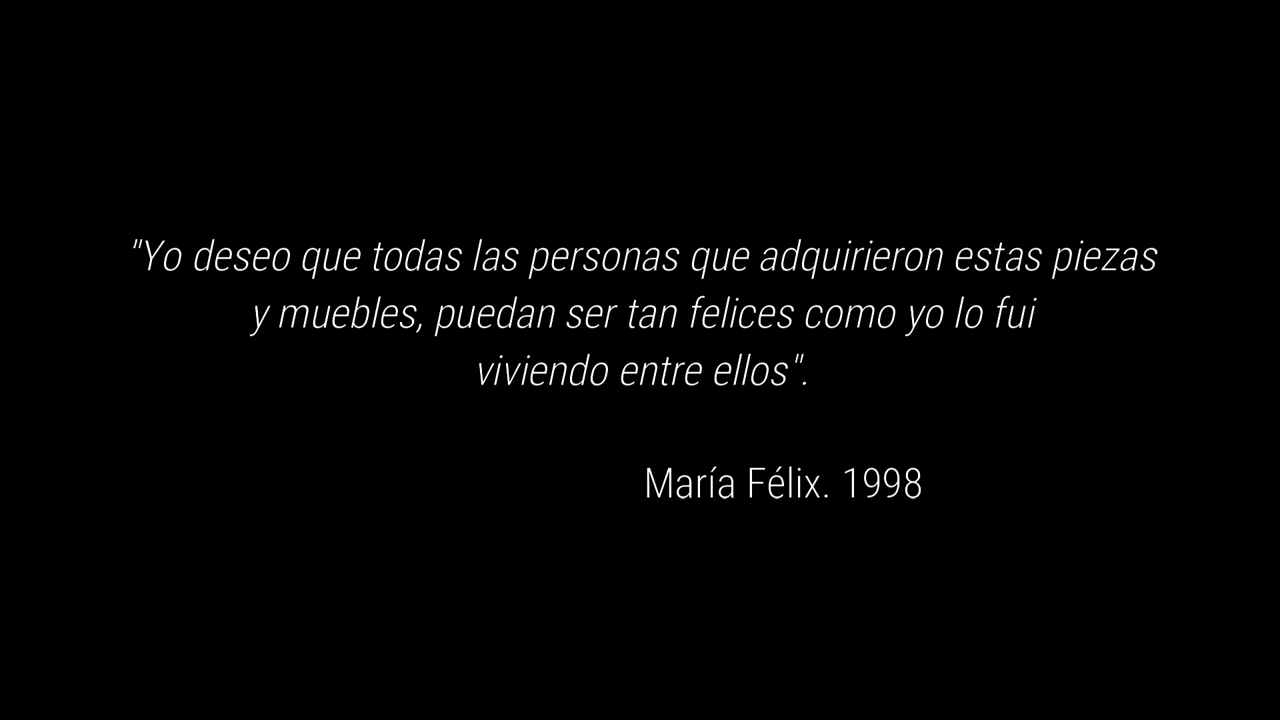 "Yo deseo que todas las personas que adquirieron estas piezas
y muebles, puedan ser tan felices como yo lo fui
viviendo entre ellos".
María Félix. 1998